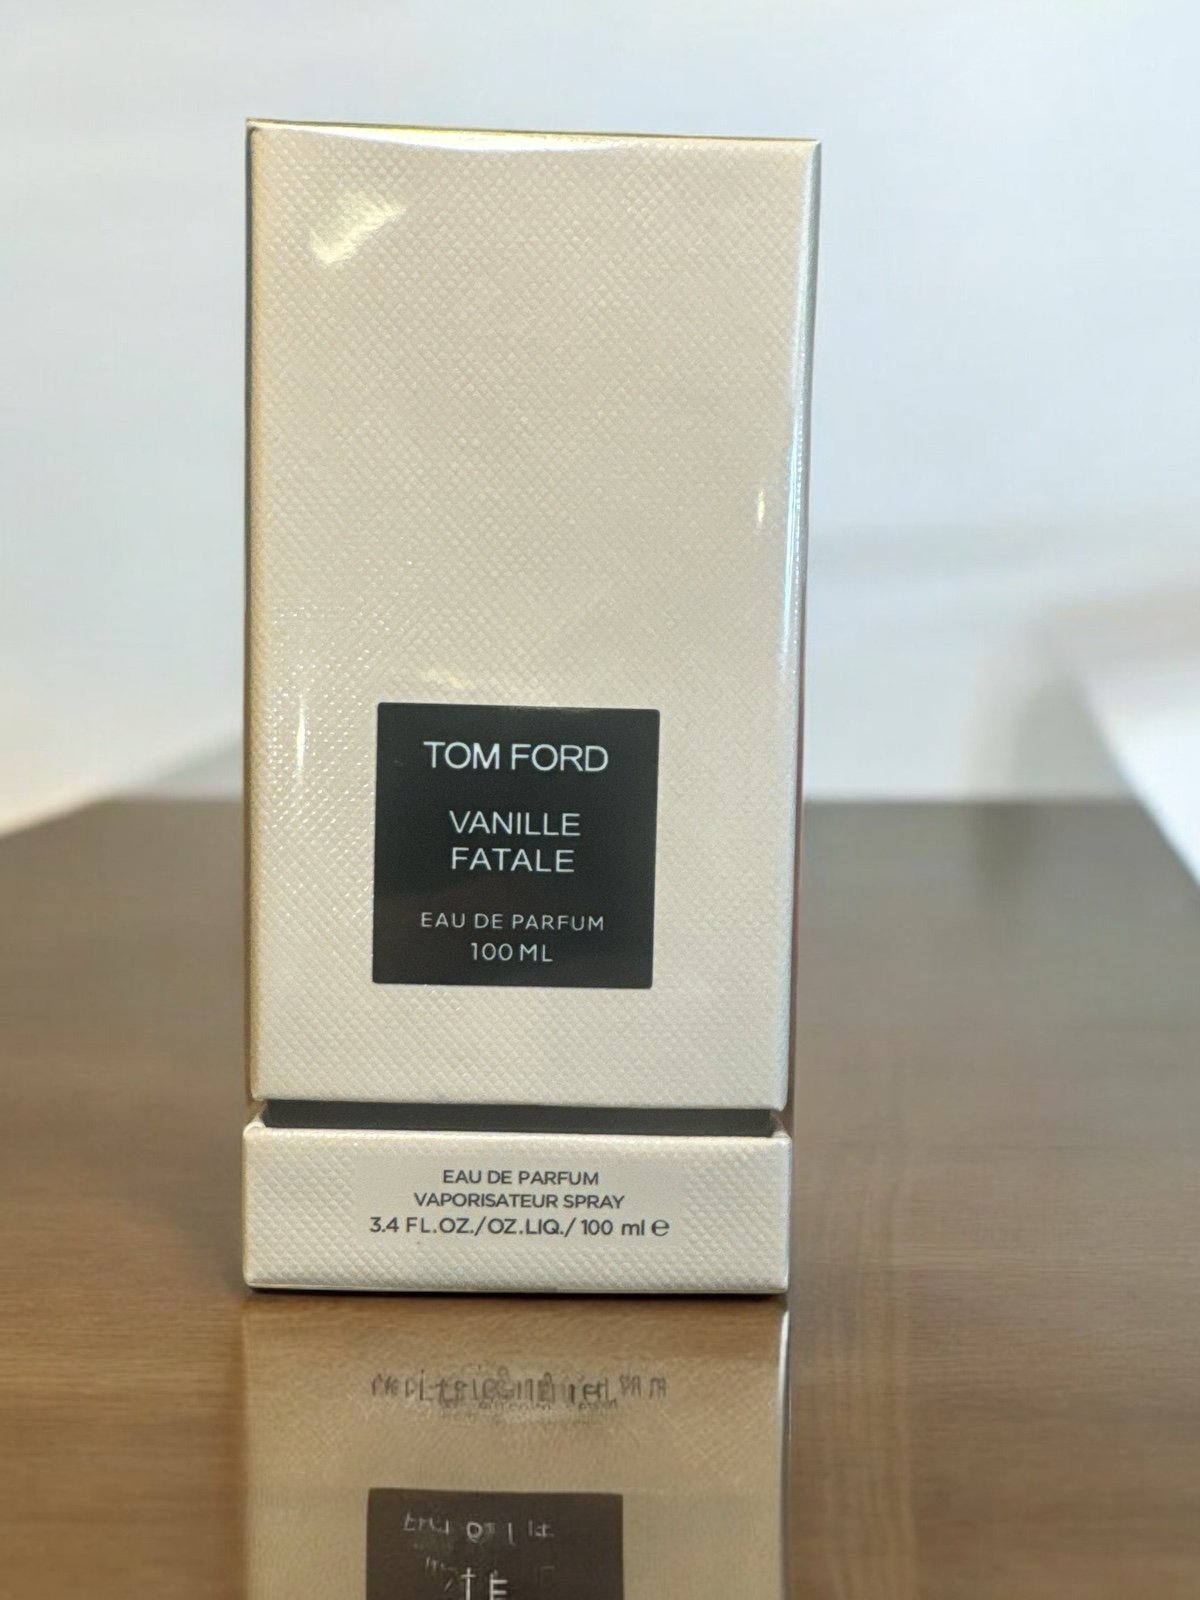 TOM FORD
VANILLE
FATALE
EAU DE PARFUM
100 ML
EAU DE PARFUM
VAPORISATEUR SPRAY
3.4 FL.OZ./OZ.LIQ./ 100 ml ℮